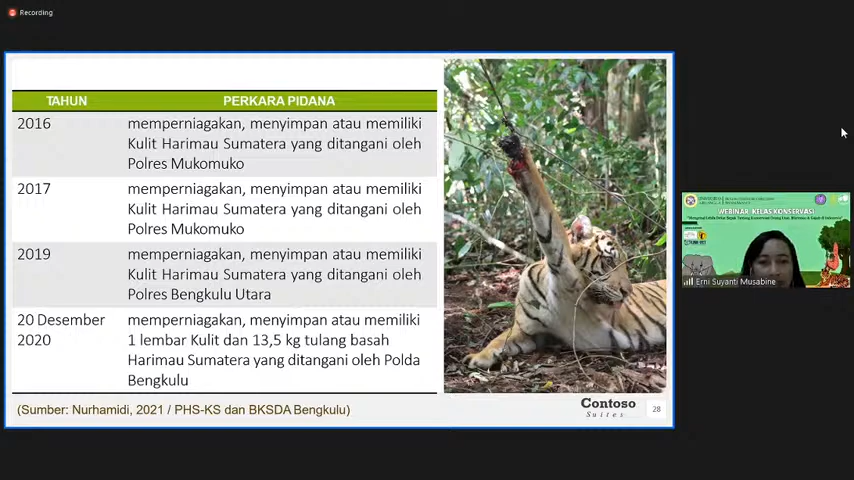 Recording
TAHUN PERKARA PIDANA
2016 memperniagakan, menyimpan atau memiliki
Kulit Harimau Sumatera yang ditangani oleh
Polres Mukomuko
2017 memperniagakan, menyimpan atau memiliki
Kulit Harimau Sumatera yang ditangani oleh
Polres Mukomuko
2019 memperniagakan, menyimpan atau memiliki
Kulit Harimau Sumatera yang ditangani oleh
Polres Bengkulu Utara
20 Desember memperniagakan, menyimpan atau memiliki
2020 1 lembar Kulit dan 13,5 kg tulang basah
Harimau Sumatera yang ditangani oleh Polda
Bengkulu
(Sumber: Nurhamidi, 2021 / PHS-KS dan BKSDA Bengkulu)
Contoso
Suites
28
WEBINAR KELAS KONSERVASI
Erni Suyanti Musabine